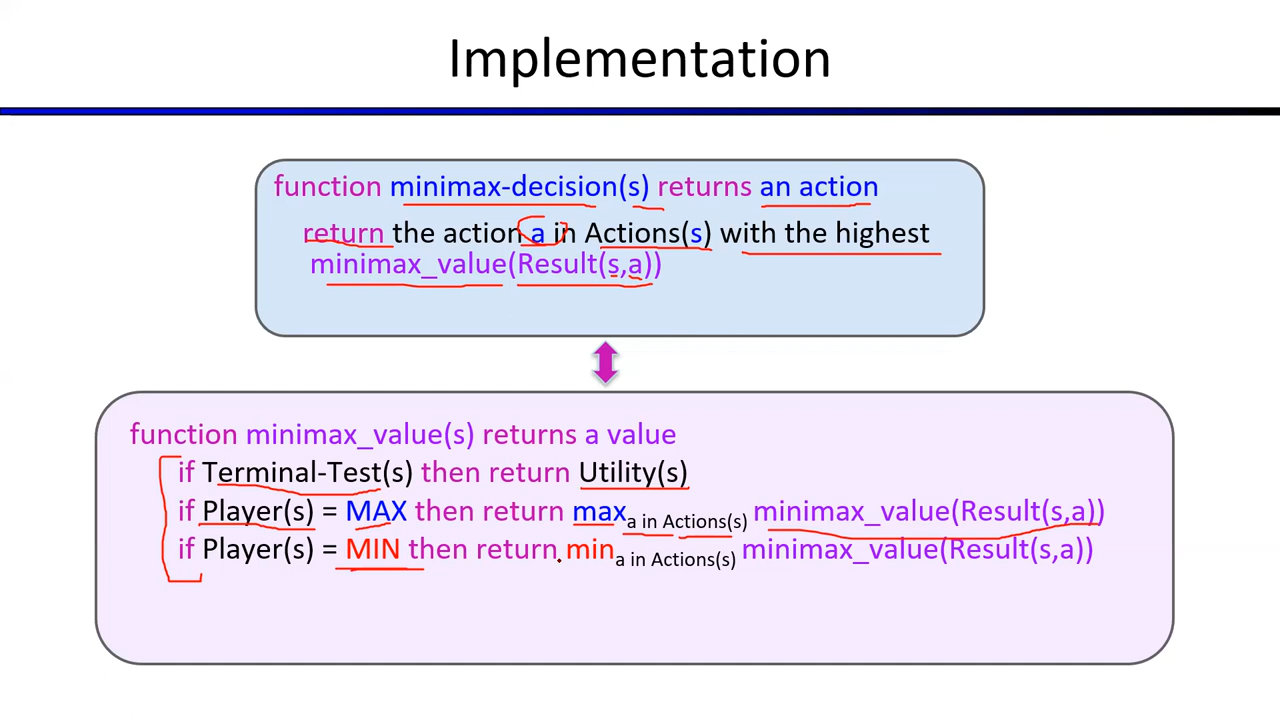 Implementation
function minimax-decision(s) returns an action
return the action a in Actions(s) with the highest
minimax_value(Result(s,a))
function minimax_value(s) returns a value
if Terminal-Test(s) then return Utility(s)
if Player(s) = MAX then return max a in Actions(s) minimax_value(Result(s,a))
if Player(s) = MIN then return min a in Actions(s) minimax_value(Result(s,a))